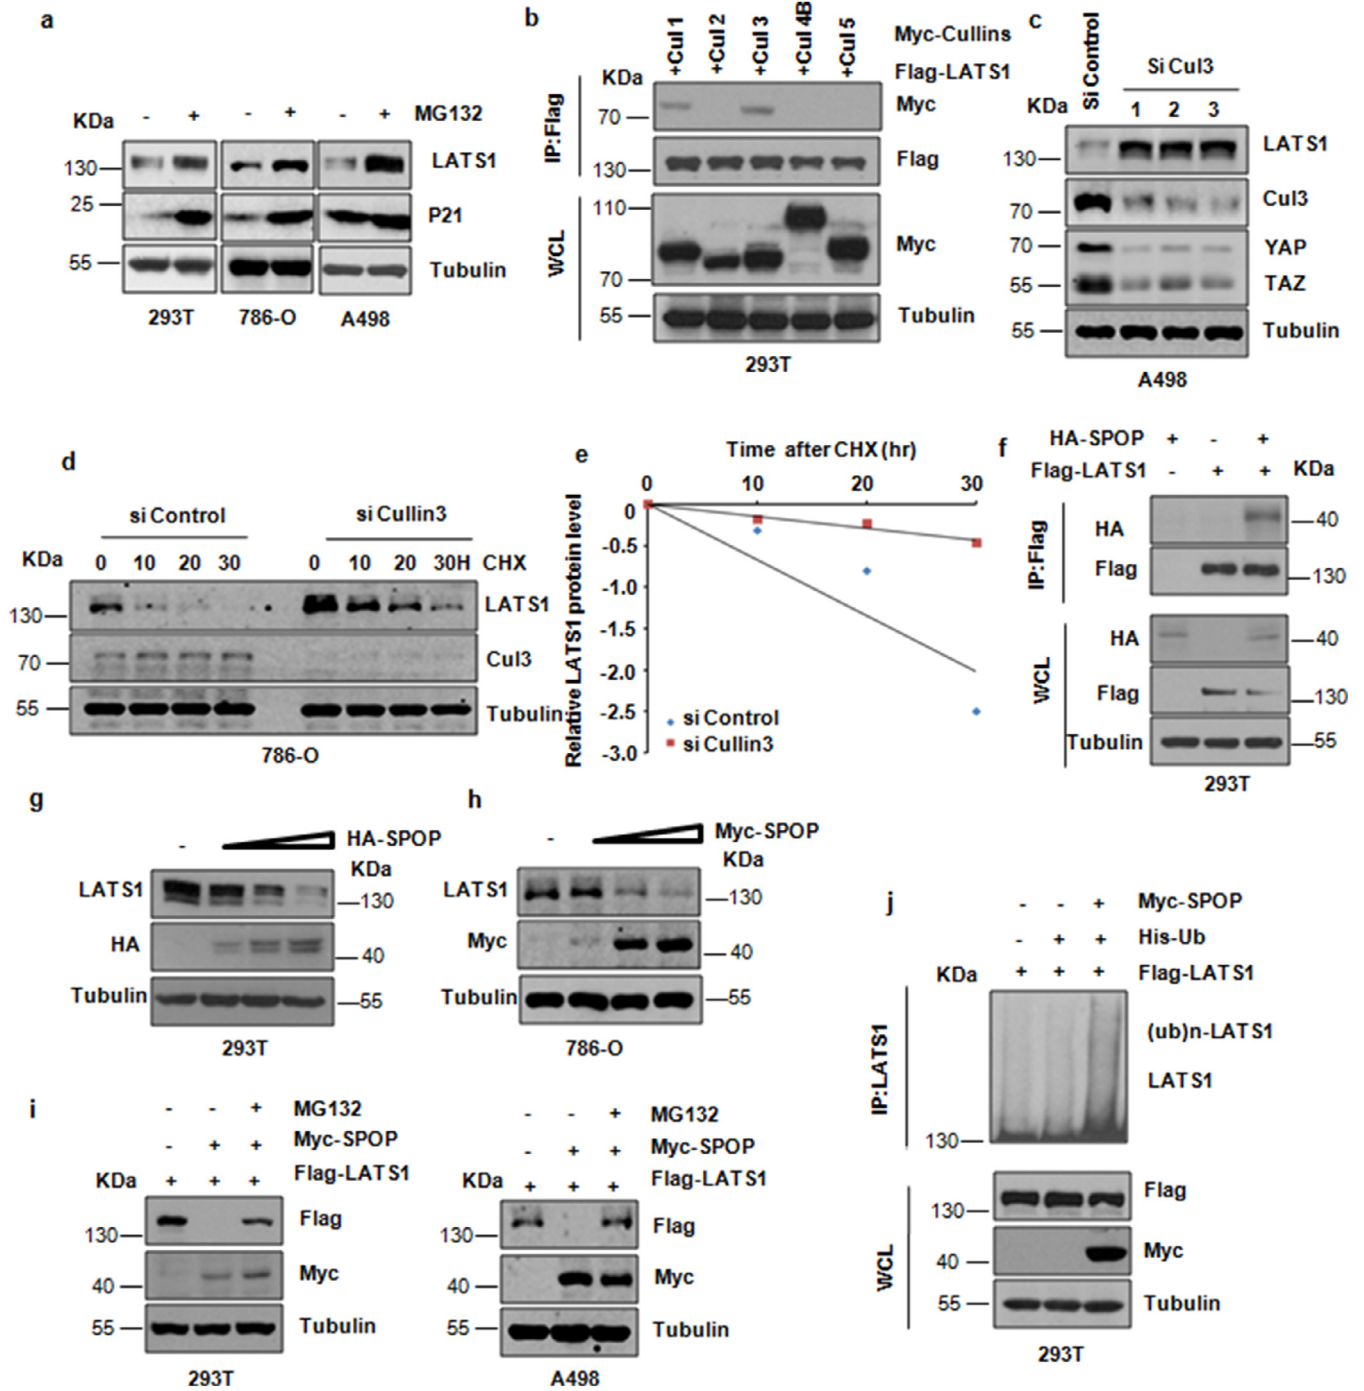 a
KDa
- + - + - + MG132
130
LATS1
25
P21
55
Tubulin
293T 786-O A498
b
+Cul 1 +Cul 2 +Cul 3 +Cul 4B +Cul 5
Myc-Cullins
Flag-LATS1
KDa
IP:Flag
70
Myc
130
Flag
WCL
110
Myc
70
55
Tubulin
293T
c
Si Control
Si Cul3
KDa 1 2 3
130
LATS1
70
Cul3
70
YAP
55
TAZ
55
Tubulin
A498
d
si Control si Cullin3
KDa 0 10 20 30 0 10 20 30H CHX
130
LATS1
70
Cul3
55
Tubulin
786-O
e
Time after CHX (hr)
0 10 20 30
Relative LATS1 protein level
0
-0.5
-1.0
-1.5
-2.0
-2.5
-3.0
si Control
si Cullin3
f
HA-SPOP + - +
Flag-LATS1 - + + KDa
IP:Flag
HA 40
Flag 130
WCL
HA 40
Flag 130
Tubulin 55
293T
g
- HA-SPOP
KDa
LATS1 130
HA 40
Tubulin 55
293T
h
- Myc-SPOP
KDa
LATS1 130
Myc 40
Tubulin 55
786-O
i
- - + MG132
- + + Myc-SPOP
KDa + + + Flag-LATS1
130 Flag
40 Myc
55 Tubulin
293T
- - + MG132
- + + Myc-SPOP
KDa + + + Flag-LATS1
130 Flag
40 Myc
55 Tubulin
A498
j
- - + Myc-SPOP
- + + His-Ub
KDa + + + Flag-LATS1
IP:LATS1
(ub)n-LATS1
LATS1
130
WCL
130 Flag
40 Myc
55 Tubulin
293T